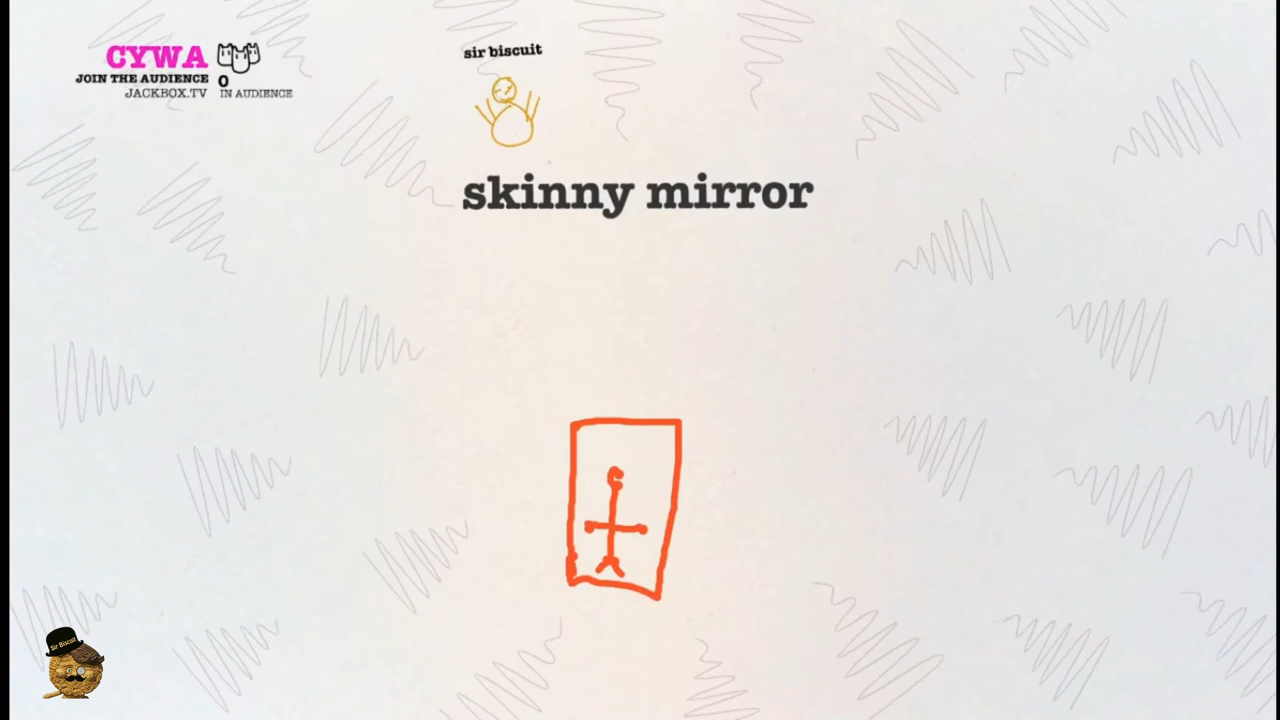 CYWA
JOIN THE AUDIENCE
JACKBOX.TV
0
IN AUDIENCE
sir biscuit
skinny mirror
Sir Biscuit